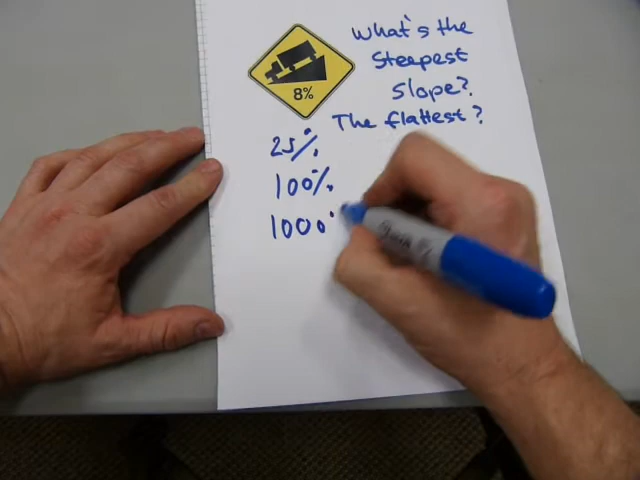 What's the
Steepest
Slope?
The flattest?
8%
25%
100%
1000